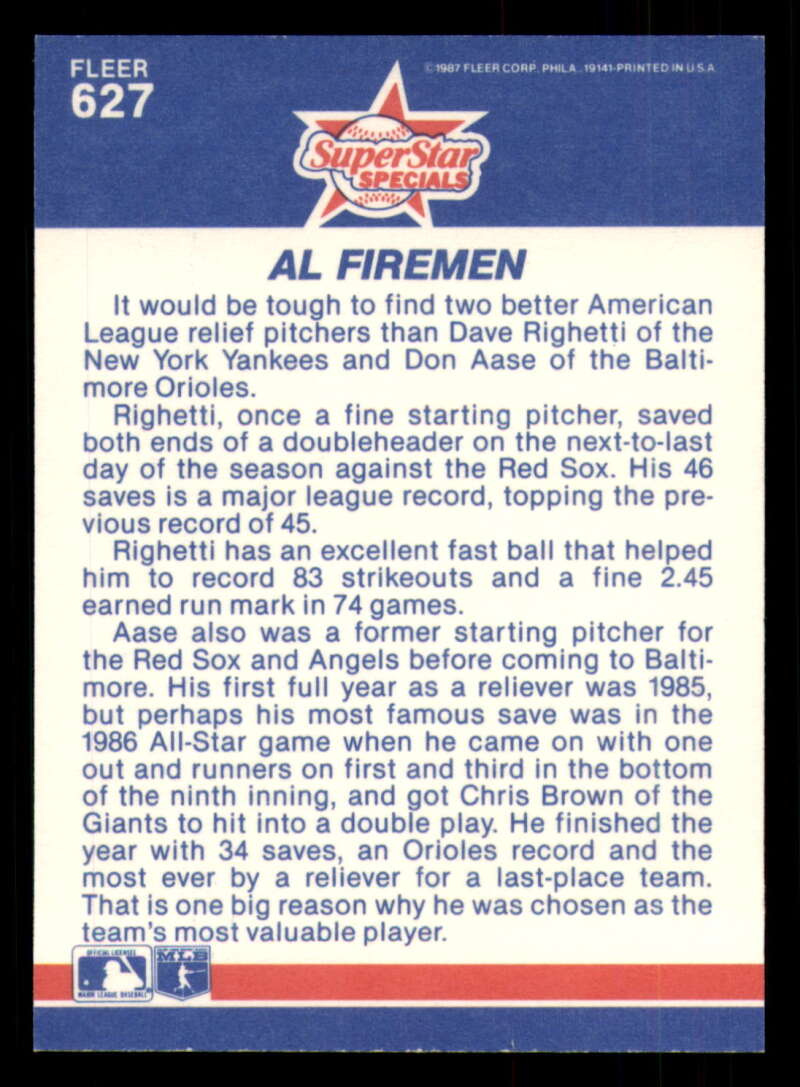 FLEER
627
©1987 FLEER CORP. PHILA., 19141-PRINTED IN U.S.A.
SuperStar
SPECIALS
AL FIREMEN
It would be tough to find two better American
League relief pitchers than Dave Righetti of the
New York Yankees and Don Aase of the Balti-
more Orioles.
Righetti, once a fine starting pitcher, saved
both ends of a doubleheader on the next-to-last
day of the season against the Red Sox. His 46
saves is a major league record, topping the pre-
vious record of 45.
Righetti has an excellent fast ball that helped
him to record 83 strikeouts and a fine 2.45
earned run mark in 74 games.
Aase also was a former starting pitcher for
the Red Sox and Angels before coming to Balti-
more. His first full year as a reliever was 1985,
but perhaps his most famous save was in the
1986 All-Star game when he came on with one
out and runners on first and third in the bottom
of the ninth inning, and got Chris Brown of the
Giants to hit into a double play. He finished the
year with 34 saves, an Orioles record and the
most ever by a reliever for a last-place team.
That is one big reason why he was chosen as the
team's most valuable player.
OFFICIAL LICENSEE
MAJOR LEAGUE BASEBALL
MLB